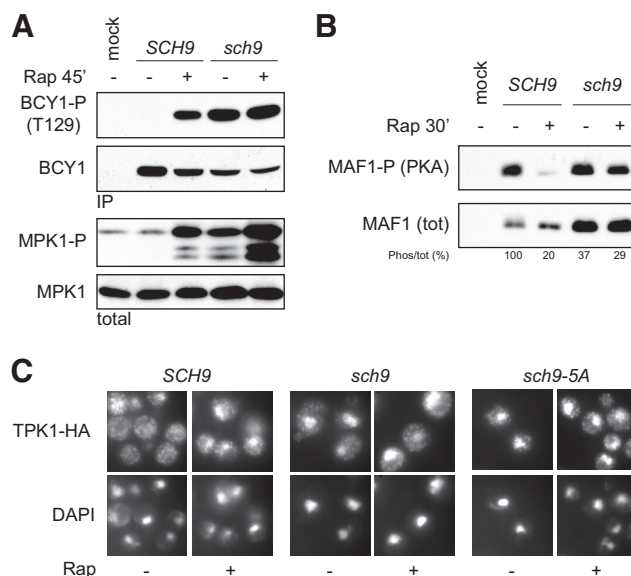 A
mock
SCH9
sch9
Rap 45’
- - + - +
BCY1-P
(T129)
BCY1
IP
MPK1-P
MPK1
total
B
mock
SCH9
sch9
Rap 30’
- - + - +
MAF1-P (PKA)
MAF1 (tot)
Phos/tot (%) 100 20 37 29
C
SCH9 sch9 sch9-5A
TPK1-HA
DAPI
Rap - + - + - +